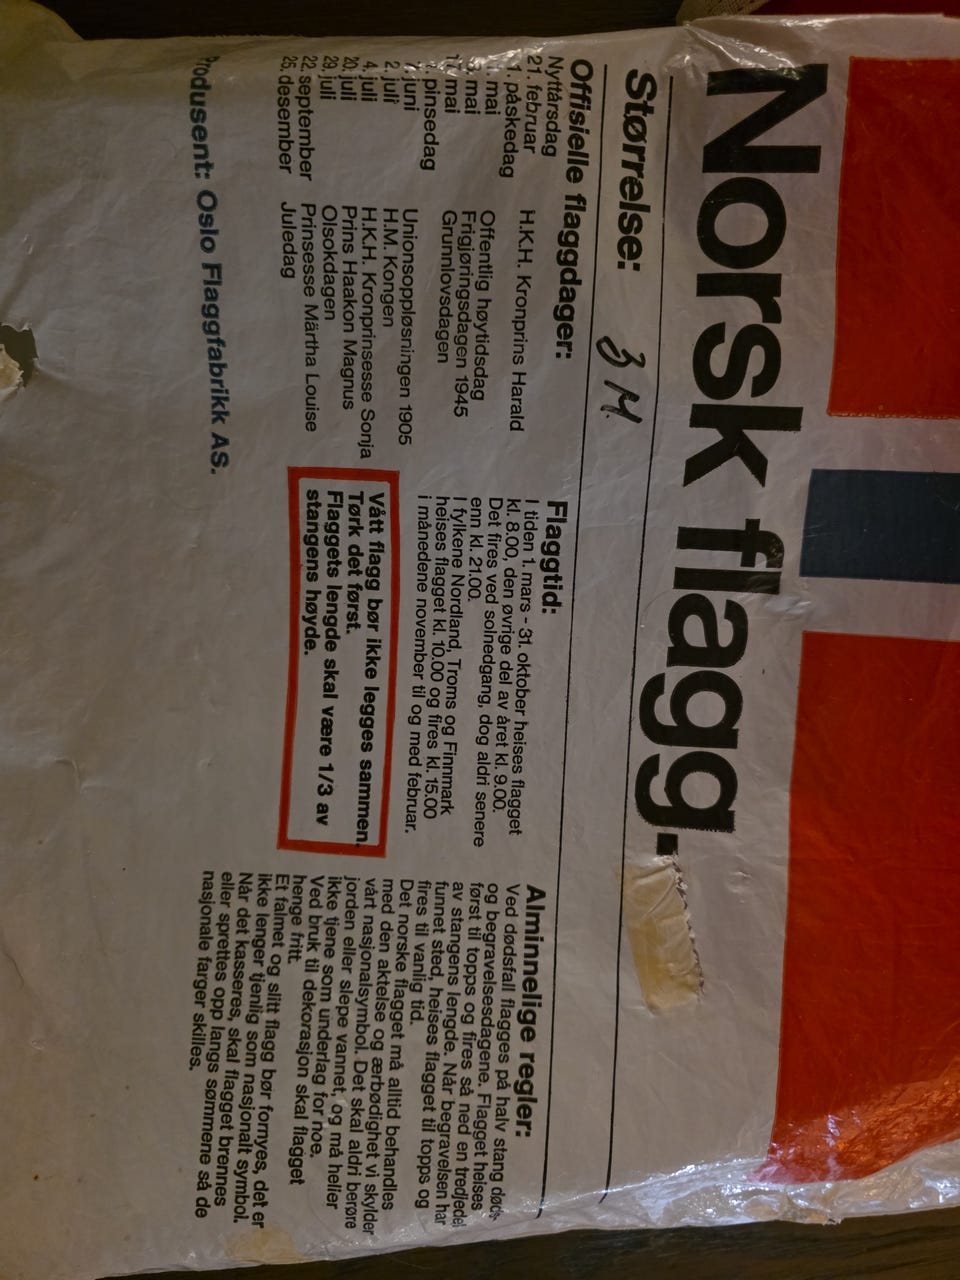 Norsk flagg.
Størrelse: 3 M.
Offisielle flaggdager:
Nyttårsdag
21. februar H.K.H. Kronprins Harald
1. påskedag
1. mai Offentlig høytidsdag
8. mai Frigjøringsdagen 1945
17. mai Grunnlovsdagen
1. pinsedag
7. juni Unionsoppløsningen 1905
2. juli H.M. Kongen
4. juli H.K.H. Kronprinsesse Sonja
20. juli Prins Haakon Magnus
29. juli Olsokdagen
22. september Prinsesse Märtha Louise
25. desember Juledag
Produsent: Oslo Flaggfabrikk AS.
Flaggtid:
I tiden 1. mars - 31. oktober heises flagget
kl. 8.00, den øvrige del av året kl. 9.00.
Det fires ved solnedgang, dog aldri senere
enn kl. 21.00.
I fylkene Nordland, Troms og Finnmark
heises flagget kl. 10.00 og fires kl. 15.00
i månedene november til og med februar.
Vått flagg bør ikke legges sammen.
Tørk det først.
Flaggets lengde skal være 1/3 av
stangens høyde.
Alminnelige regler:
Ved dødsfall flagges på halv stang døds-
og begravelsesdagene. Flagget heises
først til topps og fires så ned en tredjedel
av stangens lengde. Når begravelsen har
funnet sted, heises flagget til topps og
fires til vanlig tid.
Det norske flagget må alltid behandles
med den aktelse og ærbødighet vi skylder
vårt nasjonalsymbol. Det skal aldri berøre
jorden eller slepe vannet, og må heller
ikke tjene som underlag for noe.
Ved bruk til dekorasjon skal flagget
henge fritt.
Et falmet og slitt flagg bør fornyes, det er
ikke lenger tjenlig som nasjonalt symbol.
Når det kasseres, skal flagget brennes
eller sprettes opp langs sømmene så de
nasjonale farger skilles.